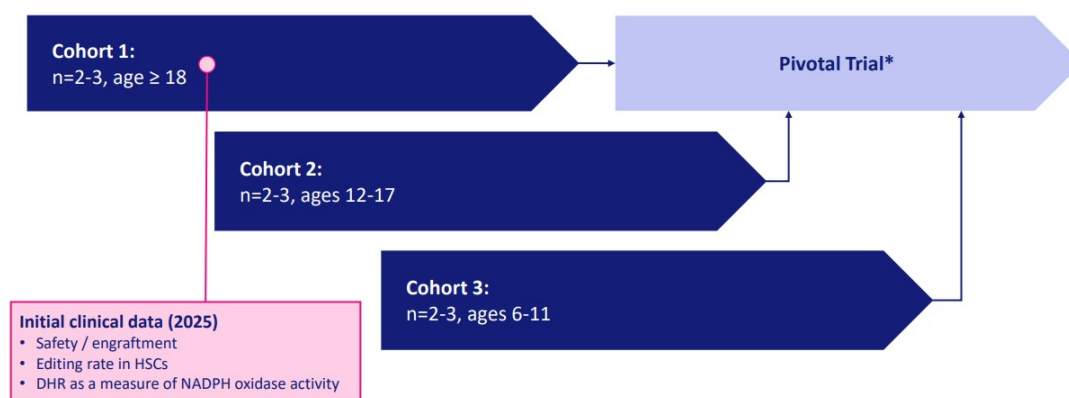 Cohort 1:
n=2-3, age ≥ 18
Pivotal Trial*
Cohort 2:
n=2-3, ages 12-17
Cohort 3:
n=2-3, ages 6-11
Initial clinical data (2025)
• Safety / engraftment
• Editing rate in HSCs
• DHR as a measure of NADPH oxidase activity